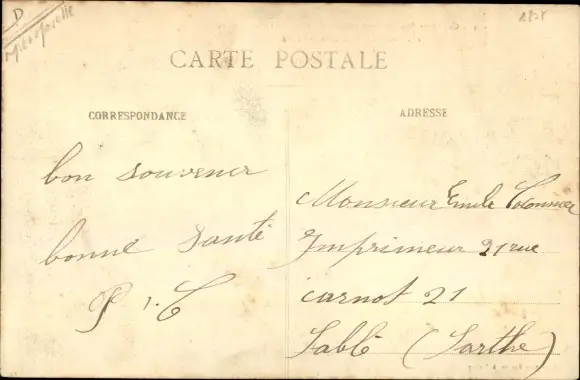 D
CARTE POSTALE
CORRESPONDANCE
ADRESSE
bon souvenir
bonne santé
P. C
Monsieur Emile
Imprimeur 21 rue
carnot 21
Sablé (Sarthe)